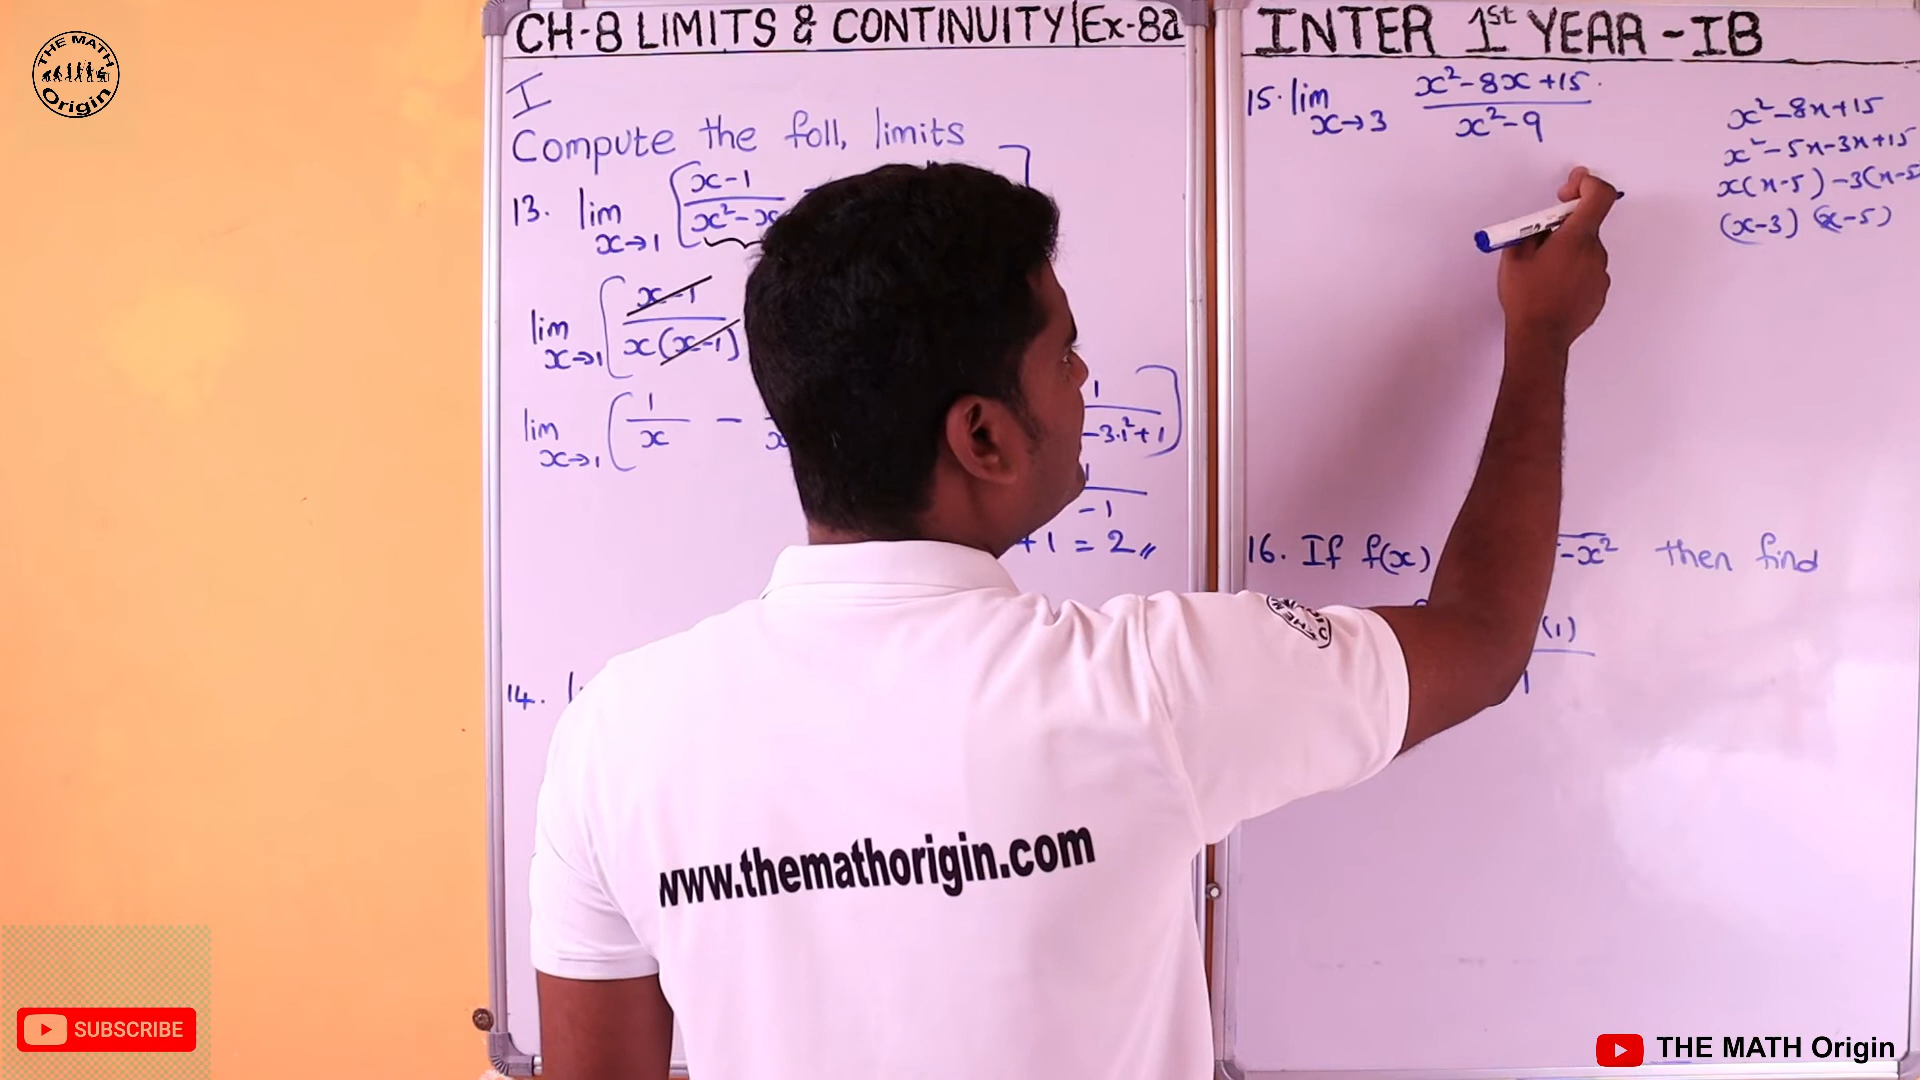 THE MATH
Origin
CH-8 LIMITS & CONTINUITY | Ex-8a
I
Compute the foll, limits
13. lim x→1 [ x-1 / x²-x
lim x→1 [ x-1 / x(x-1)
lim x→1 [ 1/x -
1 / -3.1²+1 ]
1 / -1
+1 = 2
14.
INTER 1st YEAR - IB
15. lim x→3 x²-8x+15 / x²-9
x²-8x+15
x²-5x-3x+15
x(x-5)-3(x-5
(x-3) (x-5)
16. If f(x) -x² then find
(1)
1
www.themathorigin.com
SUBSCRIBE
THE MATH Origin